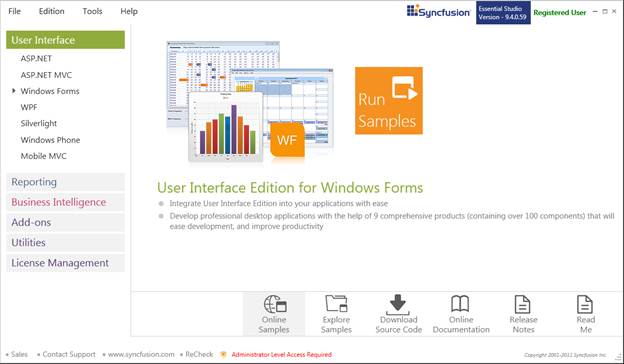 File Edition Tools Help
Syncfusion
Essential Studio
Version - 9.4.0.59
Registered User
User Interface
ASP.NET
ASP.NET MVC
Windows Forms
WPF
Silverlight
Windows Phone
Mobile MVC
Reporting
Business Intelligence
Add-ons
Utilities
License Management
WF
Run
Samples
User Interface Edition for Windows Forms
Integrate User Interface Edition into your applications with ease
Develop professional desktop applications with the help of 9 comprehensive products (containing over 100 components) that will
ease development, and improve productivity
Online
Samples
Explore
Samples
Download
Source Code
Online
Documentation
Release
Notes
Read
Me
Sales Contact Support www.syncfusion.com ReCheck Administrator Level Access Required
Copyright 2001-2011 Syncfusion Inc